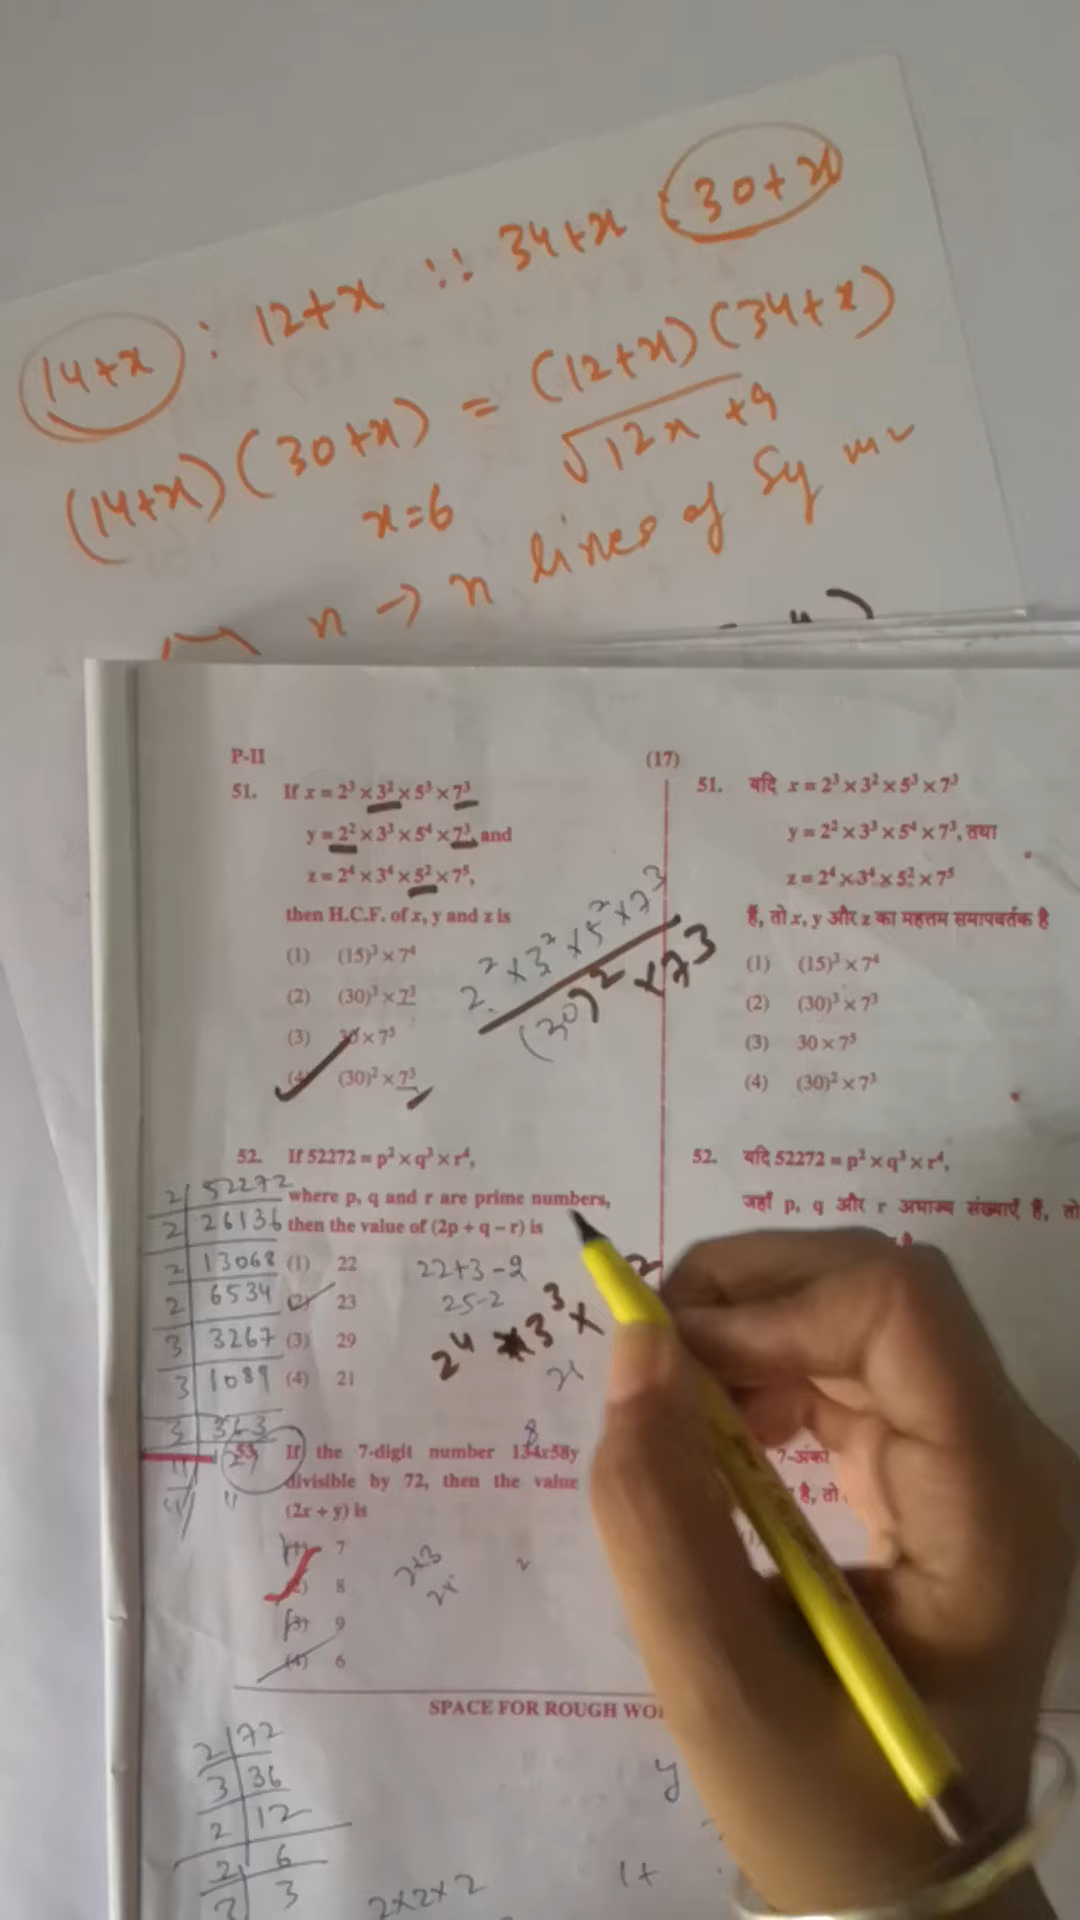 14+x : 12+x :: 34+x (30+x
(14+x)(30+x) = (12+x)(34+x)
x=6 √12x +9
n → n lines of Sy m
P-II (17)
51. If x = 2³ × 3² × 5³ × 7³
y = 2² × 3³ × 5⁴ × 7³, and
z = 2⁴ × 3⁴ × 5² × 7⁵,
then H.C.F. of x, y and z is
(1) (15)³ × 7⁴
(2) (30)³ × 7³
(3) 30 × 7⁵
(4) (30)² × 7³
2² × 3² × 5² × 7³
(30)² × 7³
52. If 52272 = p² × q³ × r⁴,
where p, q and r are prime numbers,
then the value of (2p + q – r) is
(1) 22
(2) 23
(3) 29
(4) 21
2 52272
2 26136
2 13068
2 6534
3 3267
3 1089
3 363
11
22+3-2
25-2
2⁴ × 3³ ×
53. If the 7-digit number 134x58y
divisible by 72, then the value
(2x + y) is
7
(2) 8
9
(4) 6
8
SPACE FOR ROUGH
2 72
3 36
2 12
2 6
3
2×2×2
y
1+
51. यदि x = 2³ × 3² × 5³ × 7³
y = 2² × 3³ × 5⁴ × 7³, तथा
z = 2⁴ × 3⁴ × 5² × 7⁵
हैं, तो x, y और z का महत्तम समापवर्तक है
(1) (15)³ × 7⁴
(2) (30)³ × 7³
(3) 30 × 7⁵
(4) (30)² × 7³
52. यदि 52272 = p² × q³ × r⁴,
जहाँ p, q और r अभाज्य संख्याएँ हैं, तो
7-अंकों
है, तो